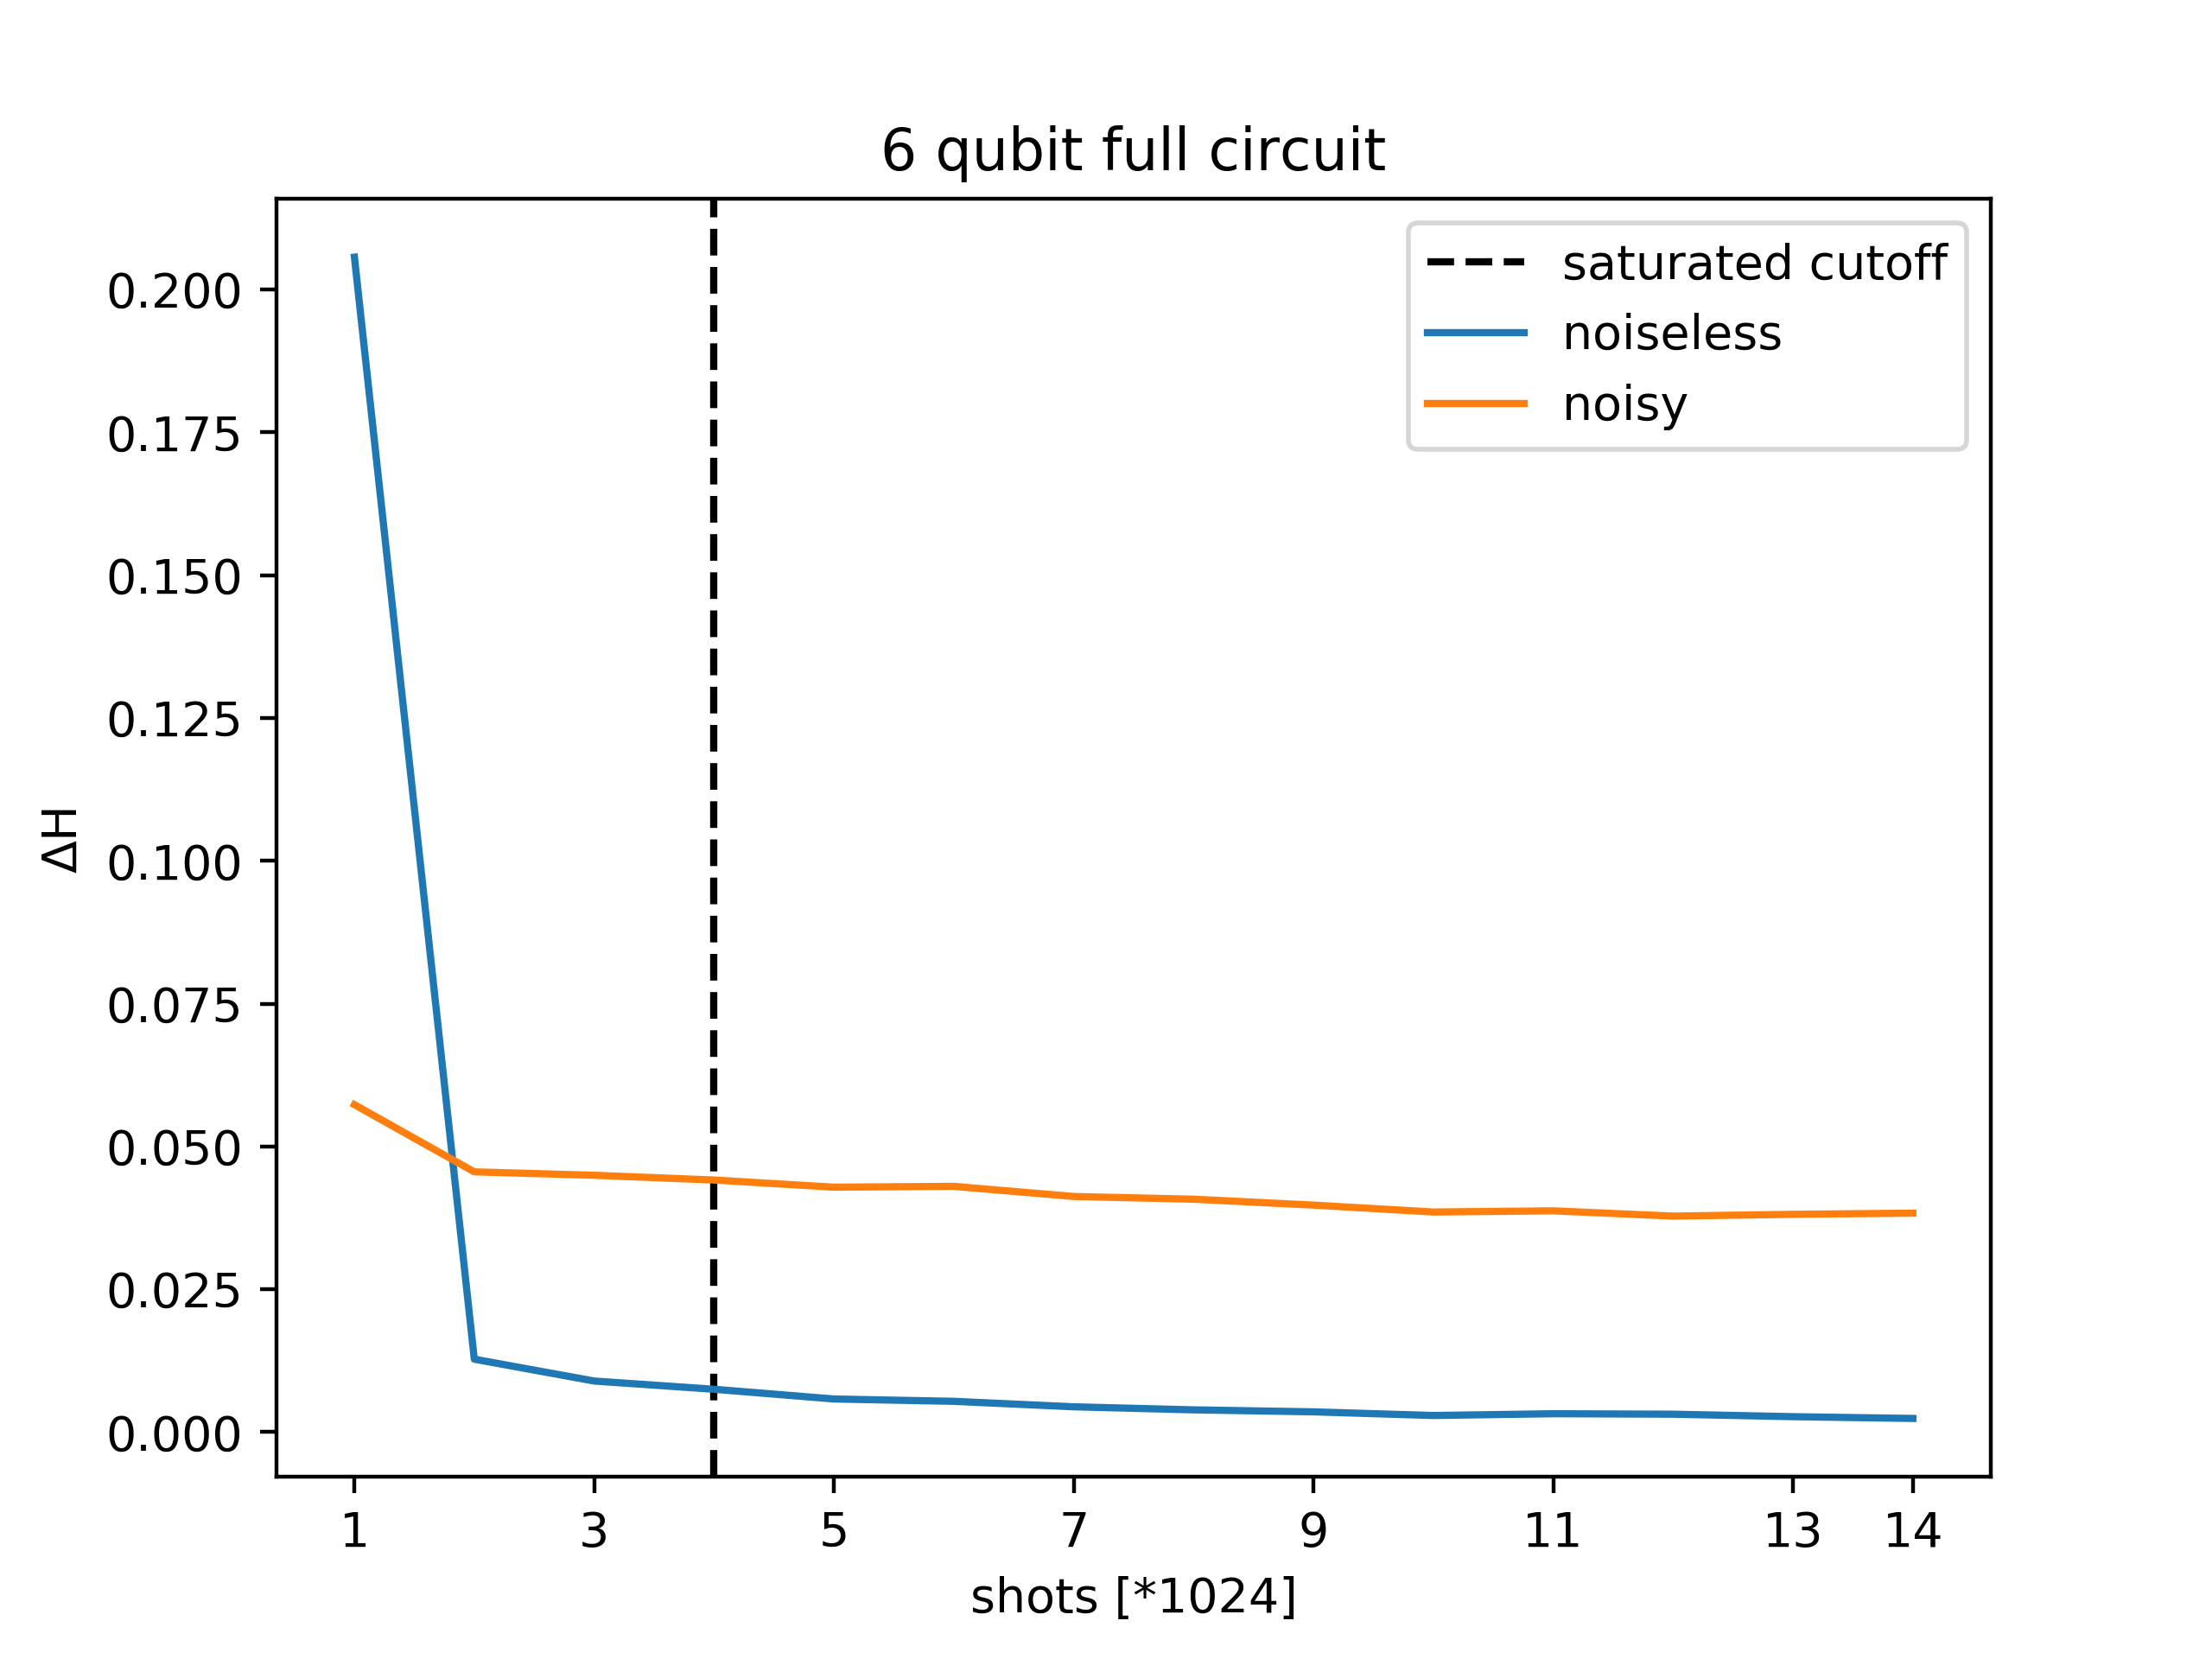 6 qubit full circuit
saturated cutoff
noiseless
noisy
0.200
0.175
0.150
0.125
0.100
0.075
0.050
0.025
0.000
ΔH
1 3 5 7 9 11 13 14
shots [*1024]